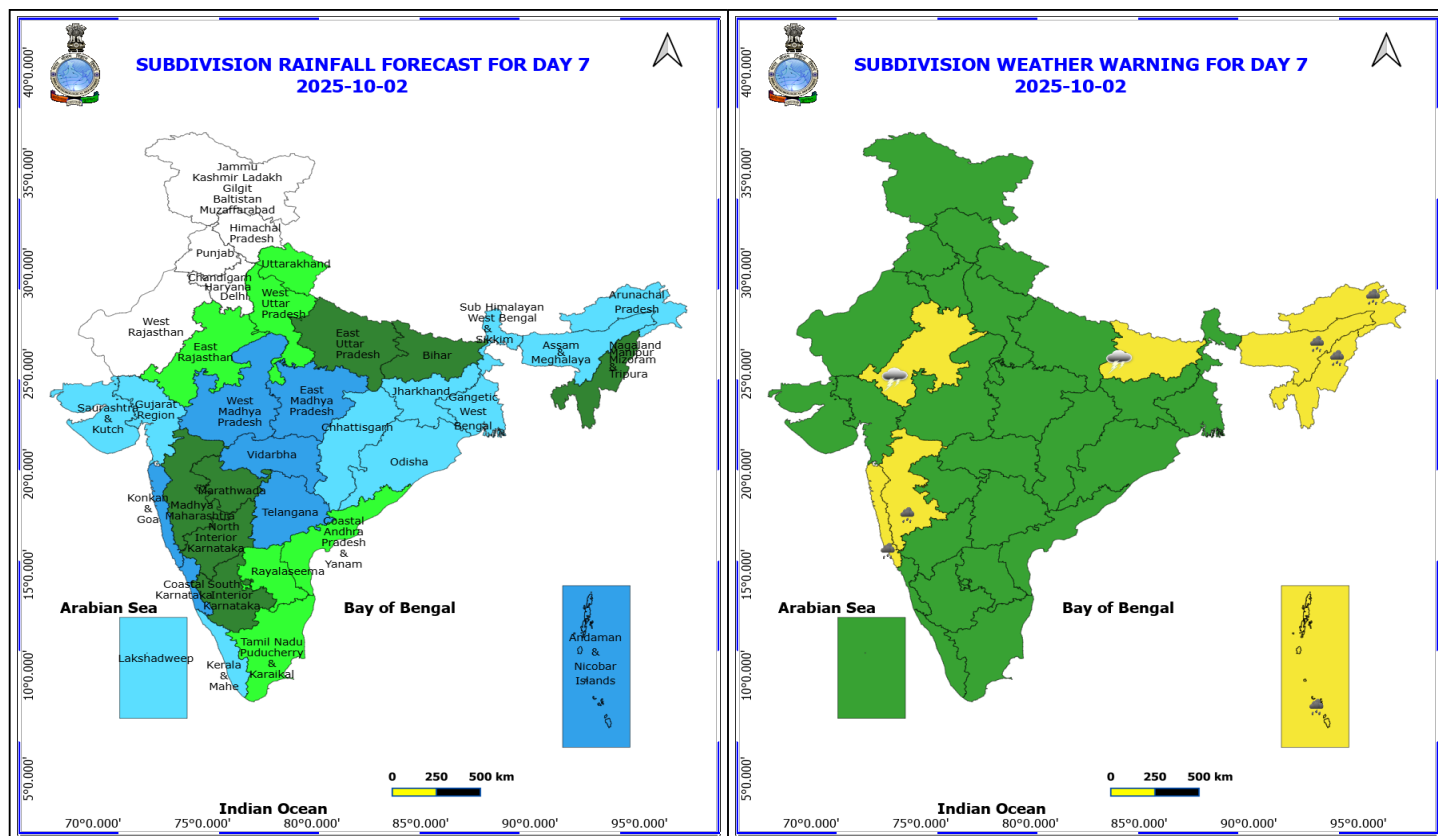 SUBDIVISION RAINFALL FORECAST FOR DAY 7
2025-10-02
40°0.000'
35°0.000'
30°0.000'
25°0.000'
20°0.000'
15°0.000'
10°0.000'
5°0.000'
Jammu
Kashmir Ladakh
Gilgit
Baltistan
Muzaffarabad
Himachal
Pradesh
Punjab
Chandigarh
Haryana
Delhi
Uttarakhand
West
Uttar
Pradesh
West
Rajasthan
East
Rajasthan
East
Uttar
Pradesh
Bihar
Sub Himalayan
West Bengal
&
Sikkim
Arunachal
Pradesh
Assam
&
Meghalaya
Nagaland
Manipur
Mizoram
&
Tripura
Saurashtra
&
Kutch
Gujarat
Region
West
Madhya
Pradesh
East
Madhya
Pradesh
Jharkhand
Gangetic
West
Bengal
Chhattisgarh
Odisha
Vidarbha
Konkan
&
Goa
Marathwada
Madhya
Maharashtra
North
Interior
Karnataka
Telangana
Coastal
Andhra
Pradesh
&
Yanam
Rayalaseema
Coastal
Karnataka
South
Interior
Karnataka
Tamil Nadu
Puducherry
&
Karaikal
Kerala
&
Mahe
Arabian Sea
Bay of Bengal
Lakshadweep
Andaman
&
Nicobar
Islands
0 250 500 km
Indian Ocean
70°0.000' 75°0.000' 80°0.000' 85°0.000' 90°0.000' 95°0.000'
SUBDIVISION WEATHER WARNING FOR DAY 7
2025-10-02
40°0.000'
35°0.000'
30°0.000'
25°0.000'
20°0.000'
15°0.000'
10°0.000'
5°0.000'
Arabian Sea
Bay of Bengal
0 250 500 km
Indian Ocean
70°0.000' 75°0.000' 80°0.000' 85°0.000' 90°0.000' 95°0.000'